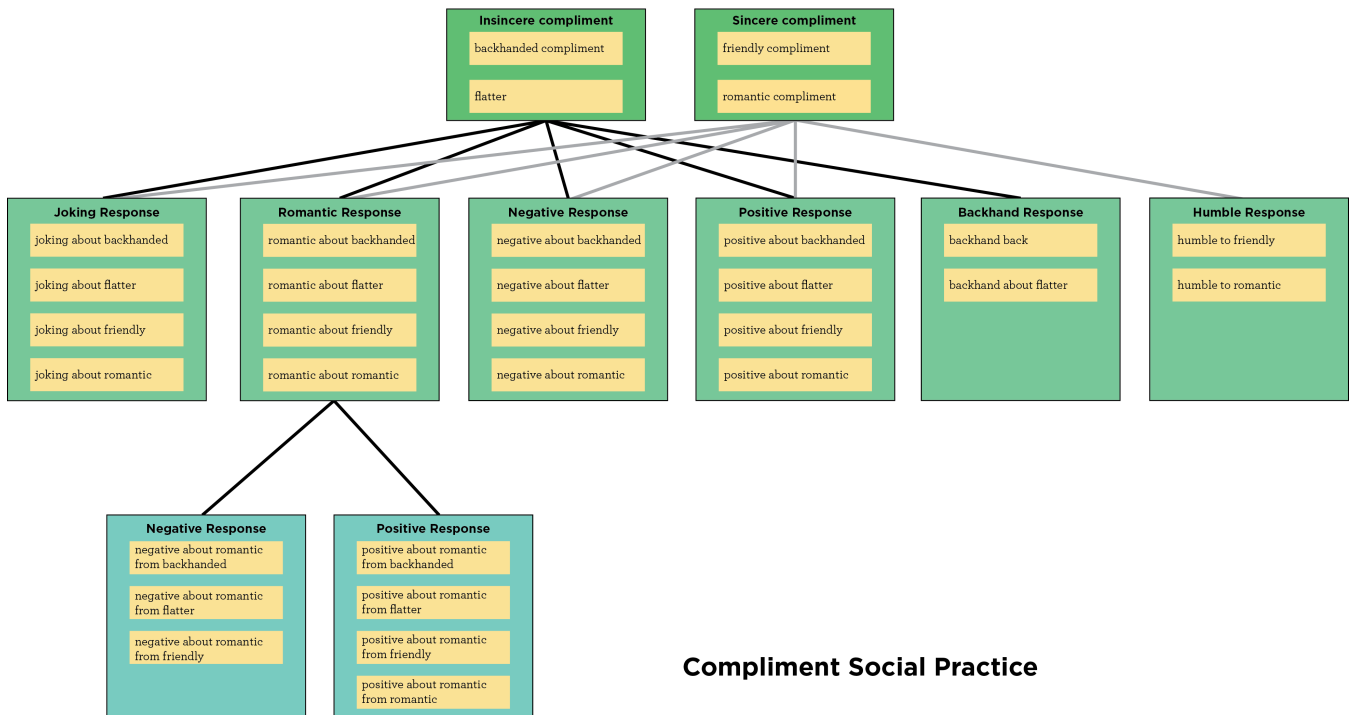 Insincere compliment
backhanded compliment
flatter
Sincere compliment
friendly compliment
romantic compliment
Joking Response
joking about backhanded
joking about flatter
joking about friendly
joking about romantic
Romantic Response
romantic about backhanded
romantic about flatter
romantic about friendly
romantic about romantic
Negative Response
negative about backhanded
negative about flatter
negative about friendly
negative about romantic
Positive Response
positive about backhanded
positive about flatter
positive about friendly
positive about romantic
Backhand Response
backhand back
backhand about flatter
Humble Response
humble to friendly
humble to romantic
Negative Response
negative about romantic
from backhanded
negative about romantic
from flatter
negative about romantic
from friendly
Positive Response
positive about romantic
from backhanded
positive about romantic
from flatter
positive about romantic
from friendly
positive about romantic
from romantic
Compliment Social Practice